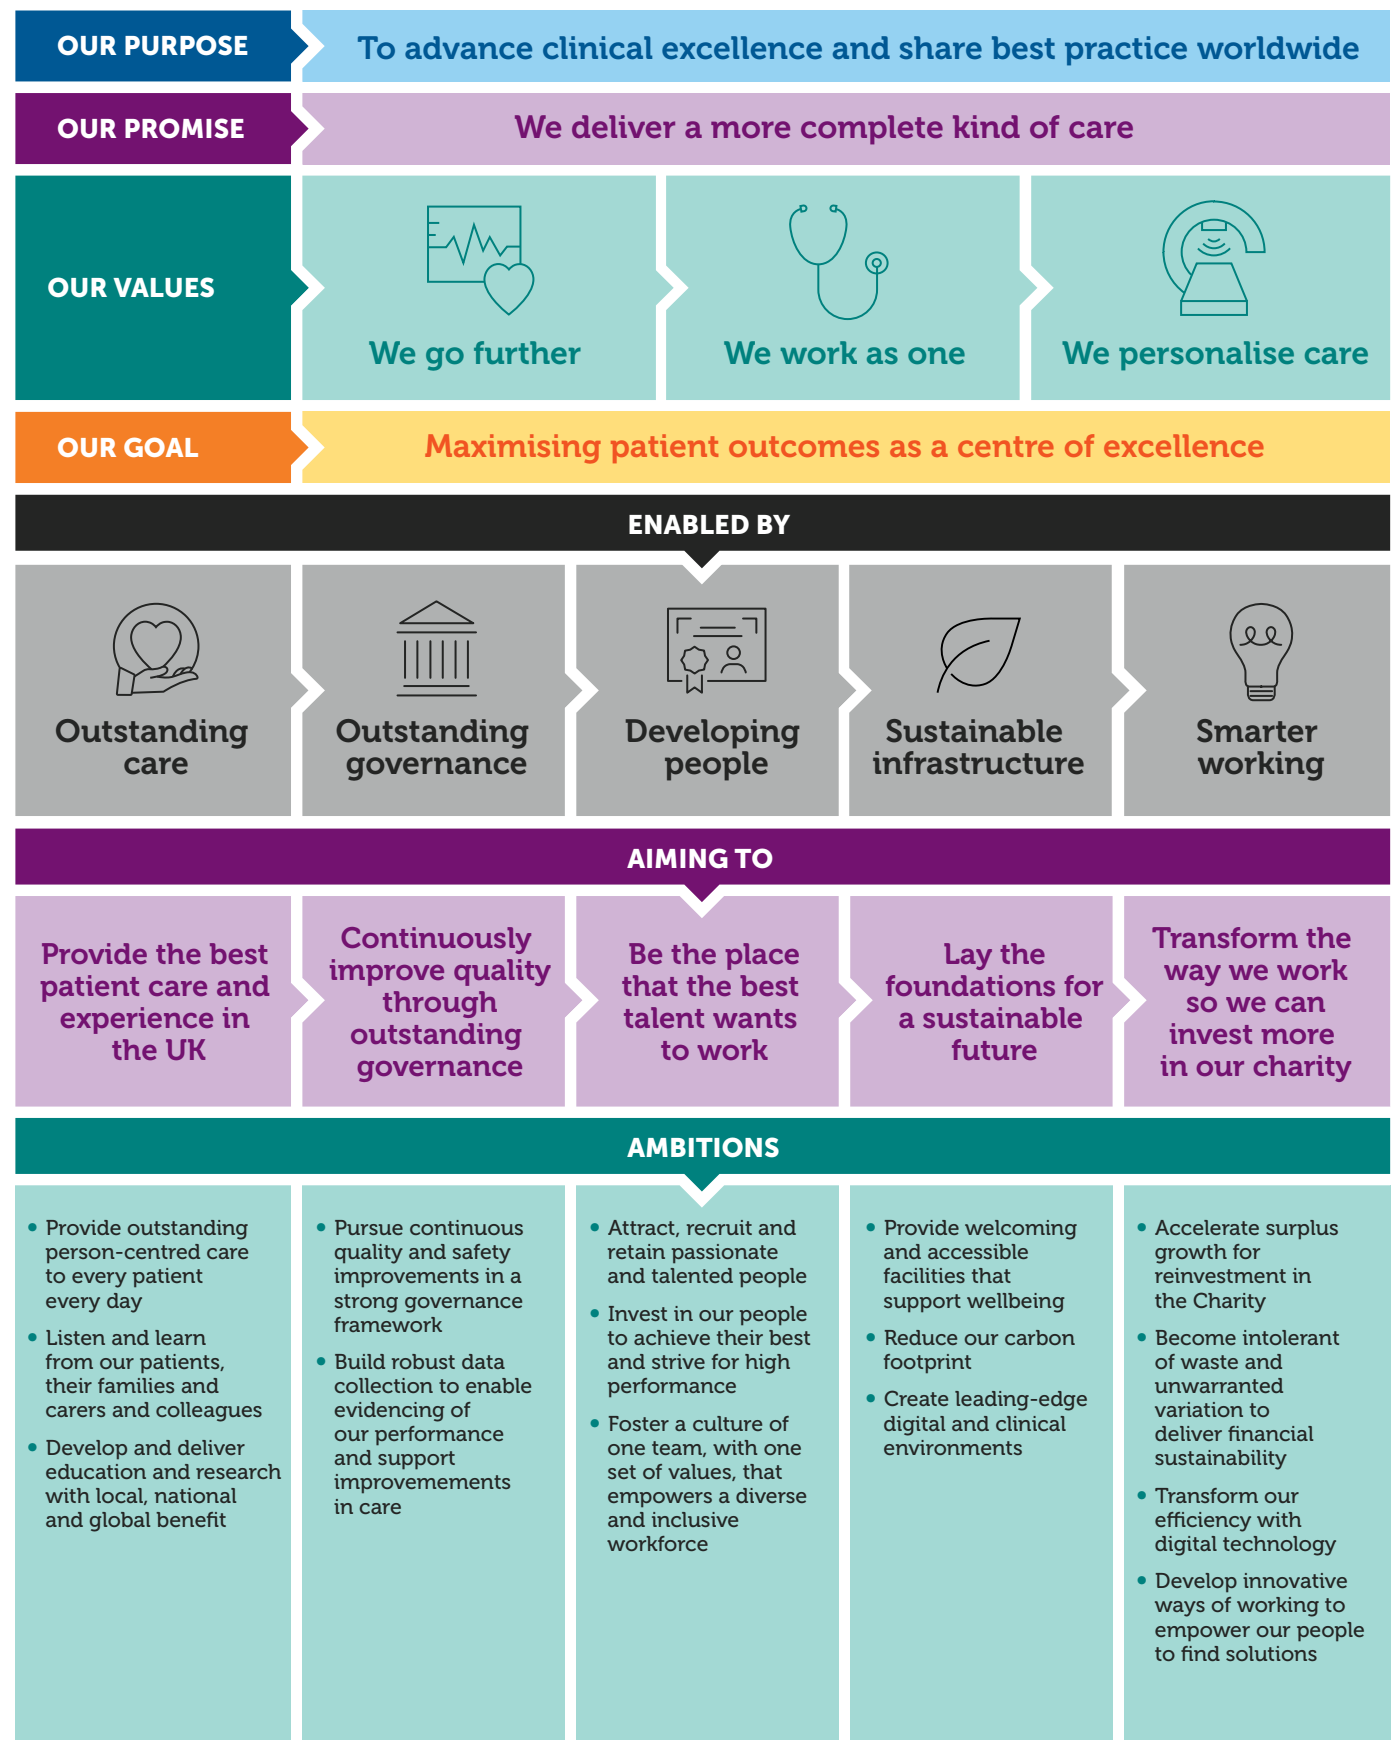 OUR PURPOSE
To advance clinical excellence and share best practice worldwide
OUR PROMISE
We deliver a more complete kind of care
OUR VALUES
We go further
We work as one
We personalise care
OUR GOAL
Maximising patient outcomes as a centre of excellence
ENABLED BY
Outstanding
care
Outstanding
governance
Developing
people
Sustainable
infrastructure
Smarter
working
AIMING TO
Provide the best
patient care and
experience in
the UK
Continuously
improve quality
through
outstanding
governance
Be the place
that the best
talent wants
to work
Lay the
foundations for
a sustainable
future
Transform the
way we work
so we can
invest more
in our charity
AMBITIONS
• Provide outstanding
person-centred care
to every patient
every day
• Listen and learn
from our patients,
their families and
carers and colleagues
• Develop and deliver
education and research
with local, national
and global benefit
• Pursue continuous
quality and safety
improvements in a
strong governance
framework
• Build robust data
collection to enable
evidencing of
our performance
and support
improvemements
in care
• Attract, recruit and
retain passionate
and talented people
• Invest in our people
to achieve their best
and strive for high
performance
• Foster a culture of
one team, with one
set of values, that
empowers a diverse
and inclusive
workforce
• Provide welcoming
and accessible
facilities that
support wellbeing
• Reduce our carbon
footprint
• Create leading-edge
digital and clinical
environments
• Accelerate surplus
growth for
reinvestment in
the Charity
• Become intolerant
of waste and
unwarranted
variation to
deliver financial
sustainability
• Transform our
efficiency with
digital technology
• Develop innovative
ways of working to
empower our people
to find solutions